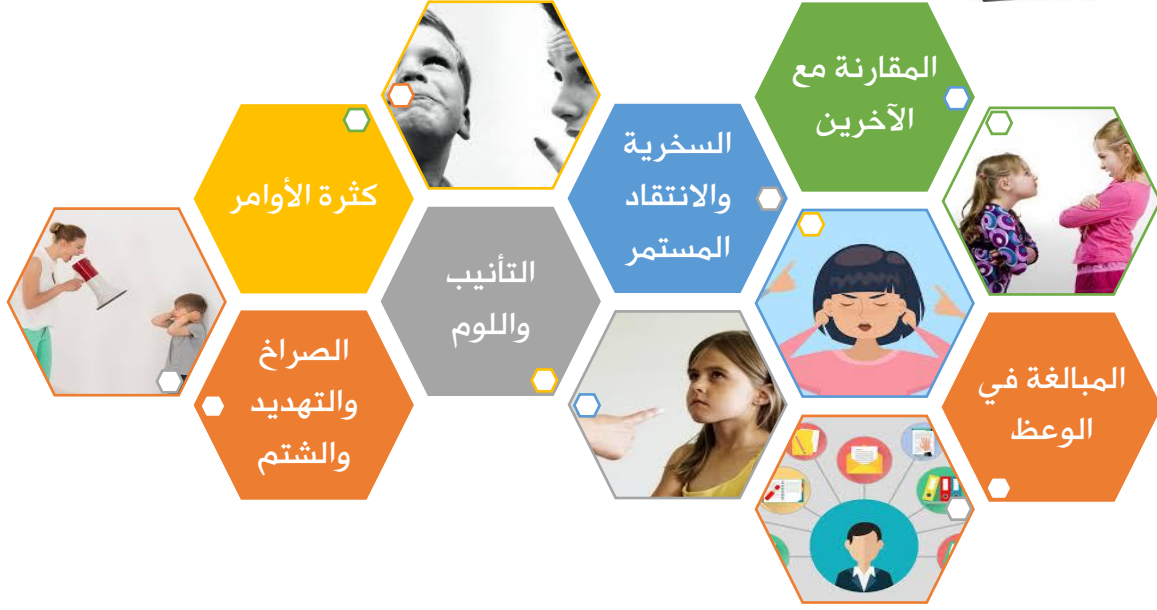 المقارنة مع
الآخرين
السخرية
والانتقاد
المستمر
كثرة الأوامر
التأنيب
واللوم
المبالغة في
الوعظ
الصراخ
والتهديد
والشتم